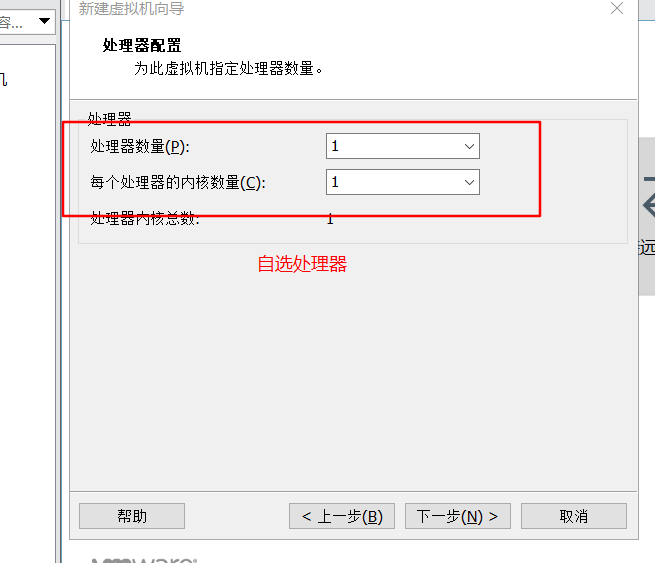 新建虚拟机向导
容...
处理器配置
为此虚拟机指定处理器数量。
机
处理器
处理器数量(P):
1
每个处理器的内核数量(C):
1
处理器内核总数:
1
自选处理器
远
帮助
< 上一步(B)
下一步(N) >
取消
vmware